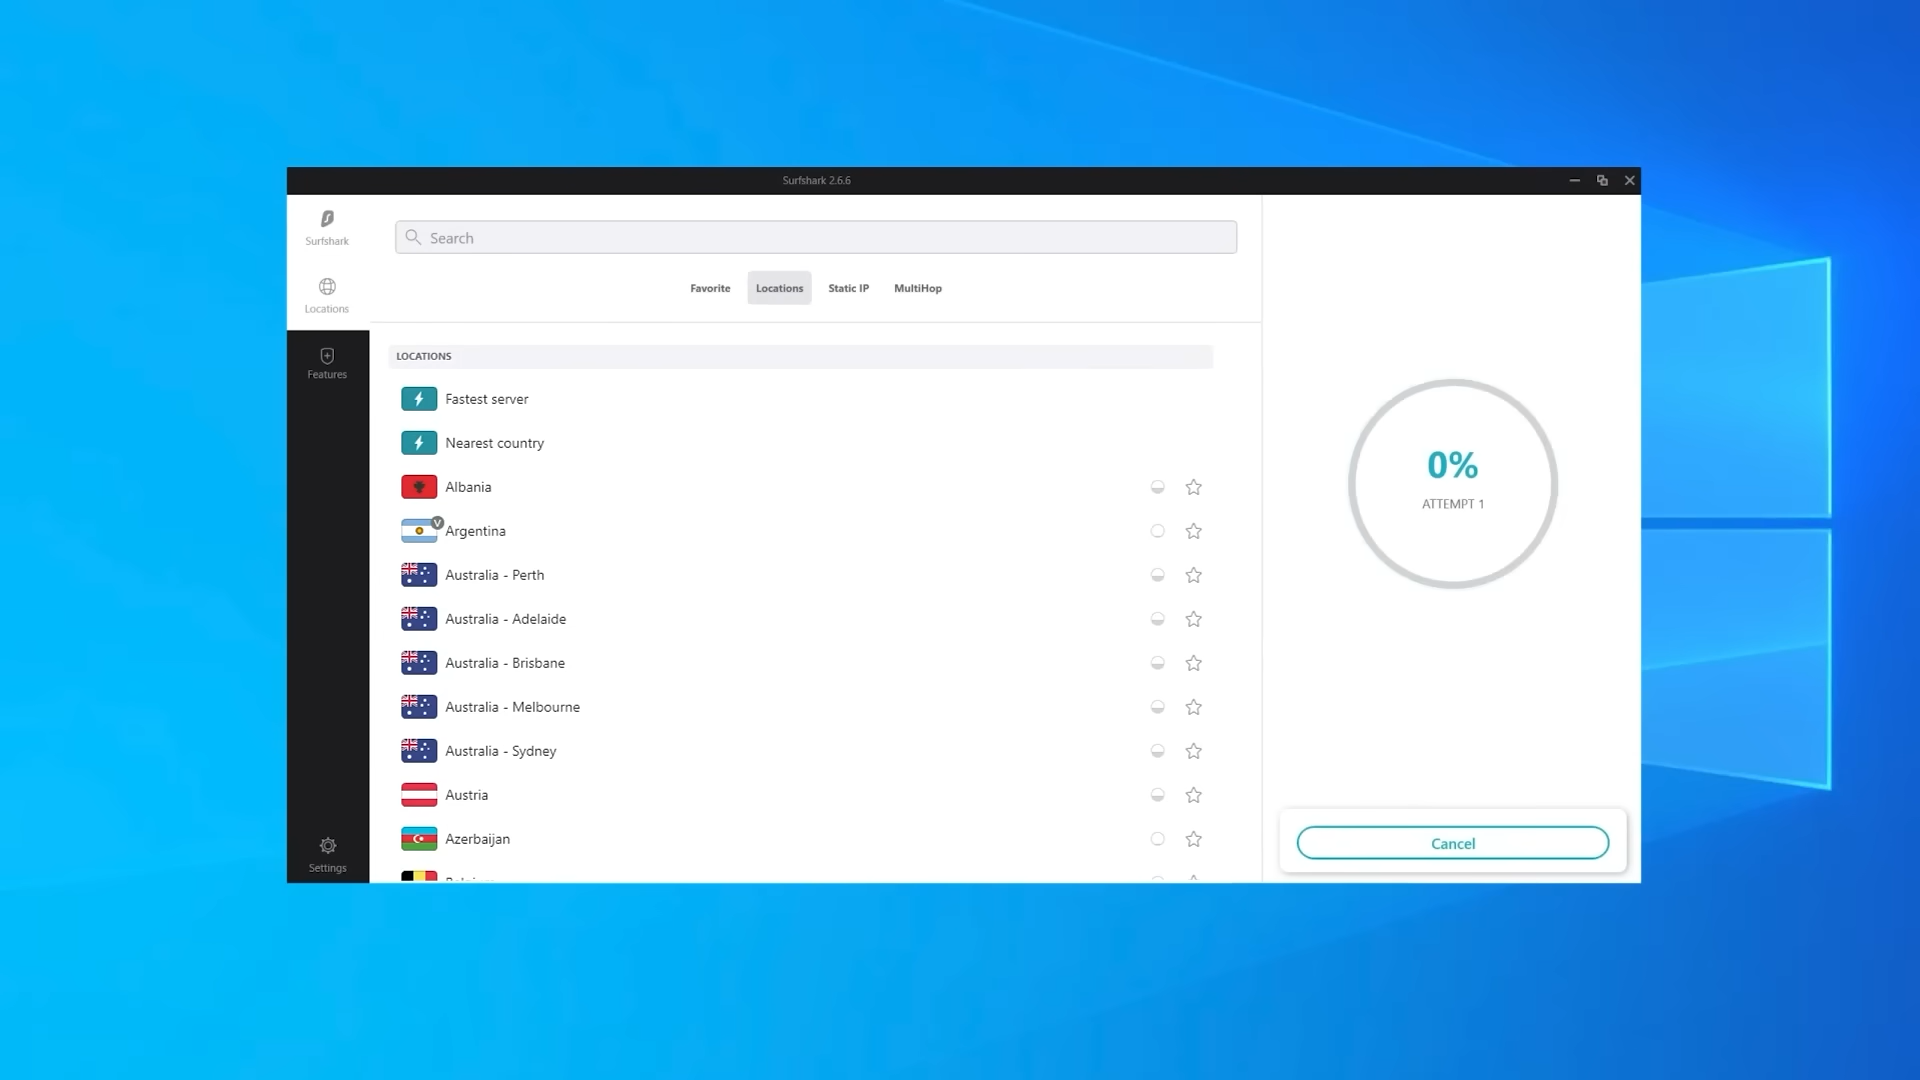 Surfshark 2.6.6
Surfshark
Locations
Features
Settings
Search
Favorite
Locations
Static IP
MultiHop
LOCATIONS
Fastest server
Nearest country
Albania
V
Argentina
Australia - Perth
Australia - Adelaide
Australia - Brisbane
Australia - Melbourne
Australia - Sydney
Austria
Azerbaijan
0%
ATTEMPT 1
Cancel